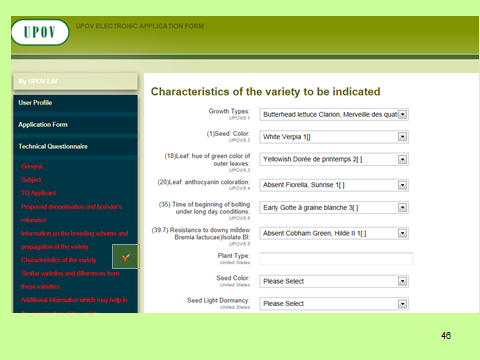 UPOV
UPOV ELECTRONIC APPLICATION FORM
My UPOV EAF
User Profile
Application Form
Technical Questionnaire
General
Subject
TQ Applicant
Proposed denomination and breeder's
reference
Information on the breeding scheme and
propagation of the variety
Characteristics of the variety
Similar varieties and differences from
these varieties
Additional information which may help in
Characteristics of the variety to be indicated
Growth Types:
UPOV5.1
Butterhead lettuce Clarion, Merveille des quat
(1)Seed: Color:
UPOV5.2
White Verpia 1[]
(18)Leaf: hue of green color of
outer leaves:
UPOV5.3
Yellowish Dorée de printemps 2[ ]
(20)Leaf: anthocyanin coloration:
UPOV5.4
Absent Fiorella, Sunrise 1[ ]
(35) Time of beginning of bolting
under long day conditions:
UPOV5.5
Early Gotte à graine blanche 3[ ]
(39.7) Resistance to downy mildew
Bremia lactucae)Isolate Bl:
UPOV5.6
Absent Cobham Green, Hilde II 1[ ]
Plant Type:
United States
Seed Color:
United States
Please Select
Seed Light Dormancy:
United States
Please Select
46